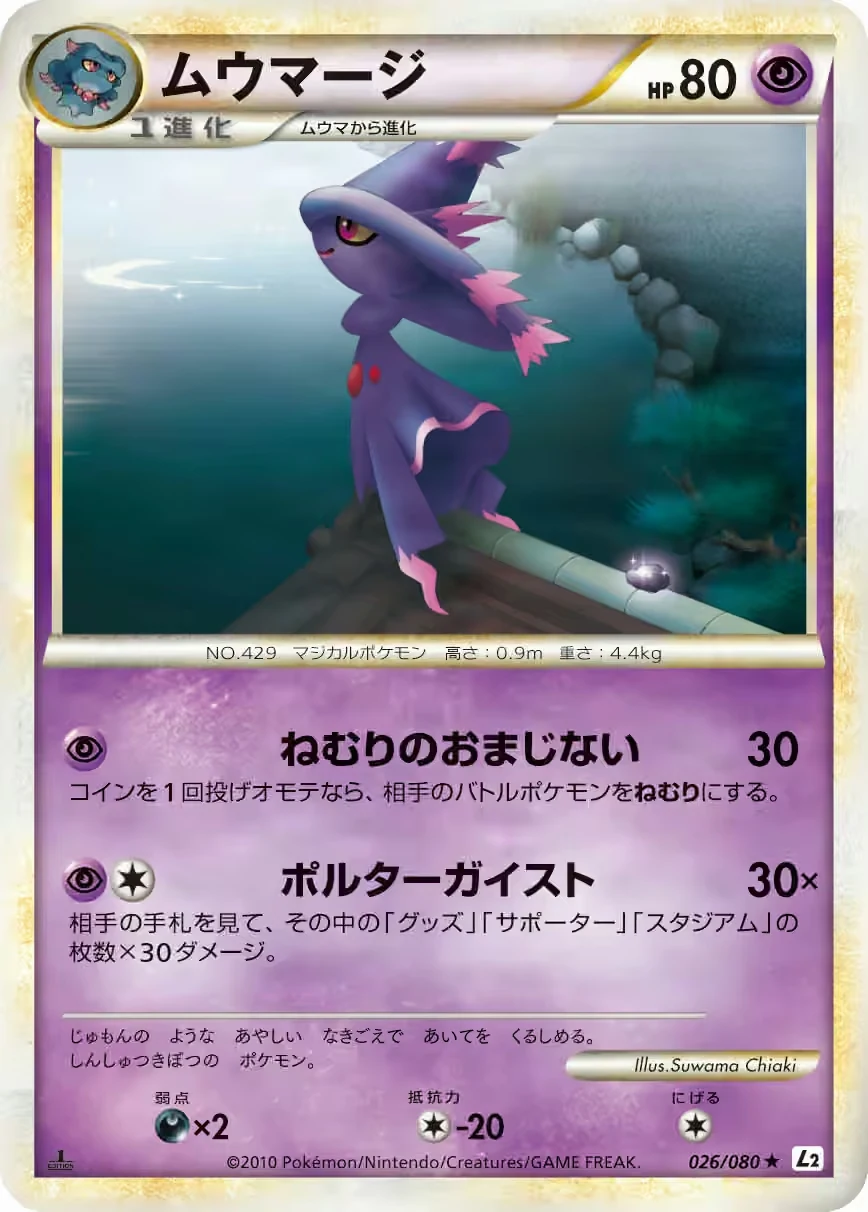 ムウマージ
HP 80
1進化
ムウマから進化
NO.429 マジカルポケモン 高さ：0.9m 重さ：4.4kg
ねむりのおまじない 30
コインを1回投げオモテなら、相手のバトルポケモンをねむりにする。
ポルターガイスト 30×
相手の手札を見て、その中の「グッズ」「サポーター」「スタジアム」の
枚数×30ダメージ。
じゅもんの ような あやしい なきごえで あいてを くるしめる。
しんしゅつきぼつの ポケモン。
Illus.Suwama Chiaki
弱点 抵抗力 にげる
×2 -20
1 EDITION
©2010 Pokémon/Nintendo/Creatures/GAME FREAK.
026/080 ★ L2